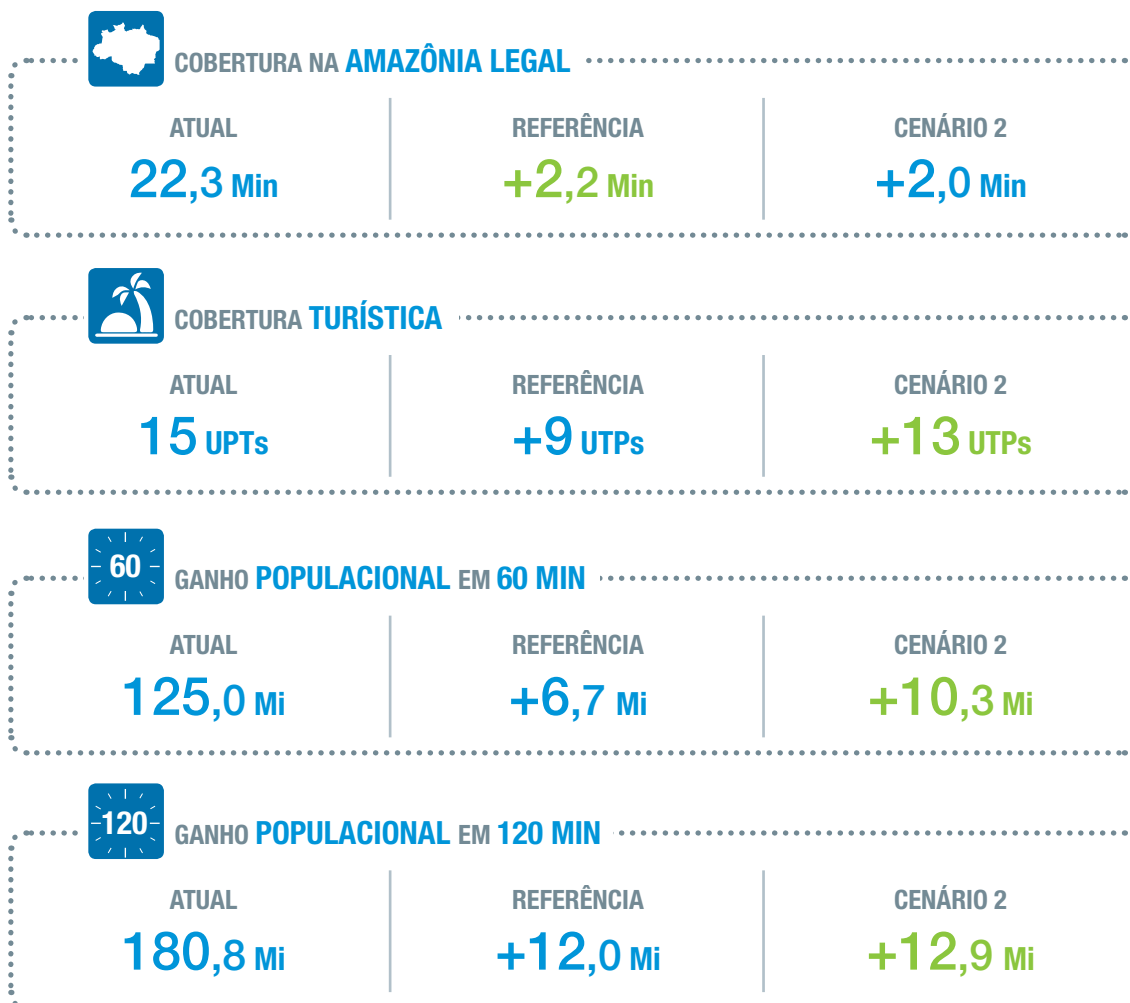 COBERTURA NA AMAZÔNIA LEGAL
ATUAL REFERÊNCIA CENÁRIO 2
22,3 Min +2,2 Min +2,0 Min
COBERTURA TURÍSTICA
ATUAL REFERÊNCIA CENÁRIO 2
15 UPTs +9 UTPs +13 UTPs
60 GANHO POPULACIONAL EM 60 MIN
ATUAL REFERÊNCIA CENÁRIO 2
125,0 Mi +6,7 Mi +10,3 Mi
120 GANHO POPULACIONAL EM 120 MIN
ATUAL REFERÊNCIA CENÁRIO 2
180,8 Mi +12,0 Mi +12,9 Mi